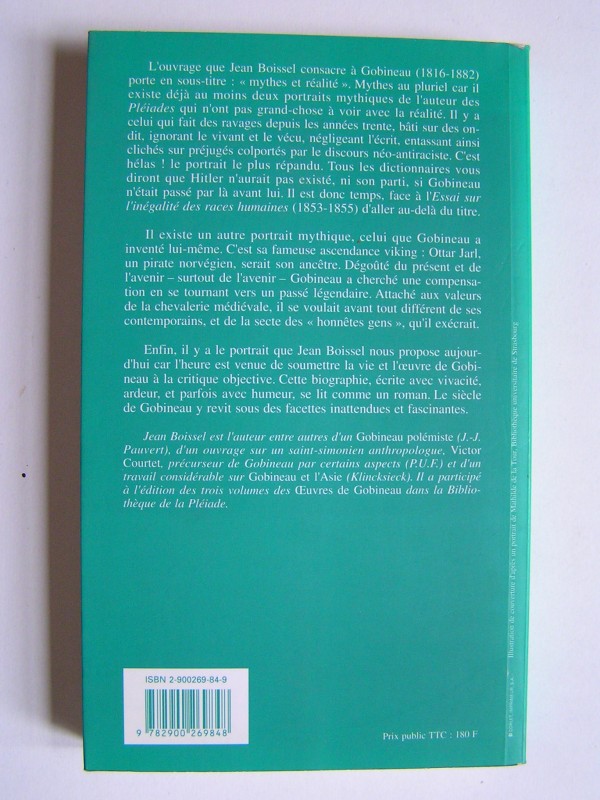 L'ouvrage que Jean Boissel consacre à Gobineau (1816-1882)
porte en sous-titre : « mythes et réalité ». Mythes au pluriel car il
existe déjà au moins deux portraits mythiques de l'auteur des
Pléiades qui n'ont pas grand-chose à voir avec la réalité. Il y a
celui qui fait des ravages depuis les années trente, bâti sur des on-
dit, ignorant le vivant et le vécu, négligeant l'écrit, entassant ainsi
clichés sur préjugés colportés par le discours néo-antiraciste. C'est
hélas ! le portrait le plus répandu. Tous les dictionnaires vous
diront que Hitler n'aurait pas existé, ni son parti, si Gobineau
n'était passé par là avant lui. Il est donc temps, face à l'Essai sur
l'inégalité des races humaines (1853-1855) d'aller au-delà du titre.
Il existe un autre portrait mythique, celui que Gobineau a
inventé lui-même. C'est sa fameuse ascendance viking : Ottar Jarl,
un pirate norvégien, serait son ancêtre. Dégoûté du présent et de
l'avenir – surtout de l'avenir – Gobineau a cherché une compensa-
tion en se tournant vers un passé légendaire. Attaché aux valeurs
de la chevalerie médiévale, il se voulait avant tout différent de ses
contemporains, et de la secte des « honnêtes gens », qu'il exécrait.
Enfin, il y a le portrait que Jean Boissel nous propose aujour-
d'hui car l'heure est venue de soumettre la vie et l'œuvre de Gobi-
neau à la critique objective. Cette biographie, écrite avec vivacité,
ardeur, et parfois avec humeur, se lit comme un roman. Le siècle
de Gobineau y revit sous des facettes inattendues et fascinantes.
Jean Boissel est l'auteur entre autres d'un Gobineau polémiste (J.-J.
Pauvert), d'un ouvrage sur un saint-simonien anthropologue, Victor
Courtet, précurseur de Gobineau par certains aspects (P.U.F.) et d'un
travail considérable sur Gobineau et l'Asie (Klincksieck). Il a participé
à l'édition des trois volumes des Œuvres de Gobineau dans la Biblio-
thèque de la Pléiade.
Illustration de couverture d'après un portrait de Mathilde de la Tour, Bibliothèque universitaire de Strasbourg
ISBN 2-900269-84-9
9 782900 269848
Prix public TTC : 180 F